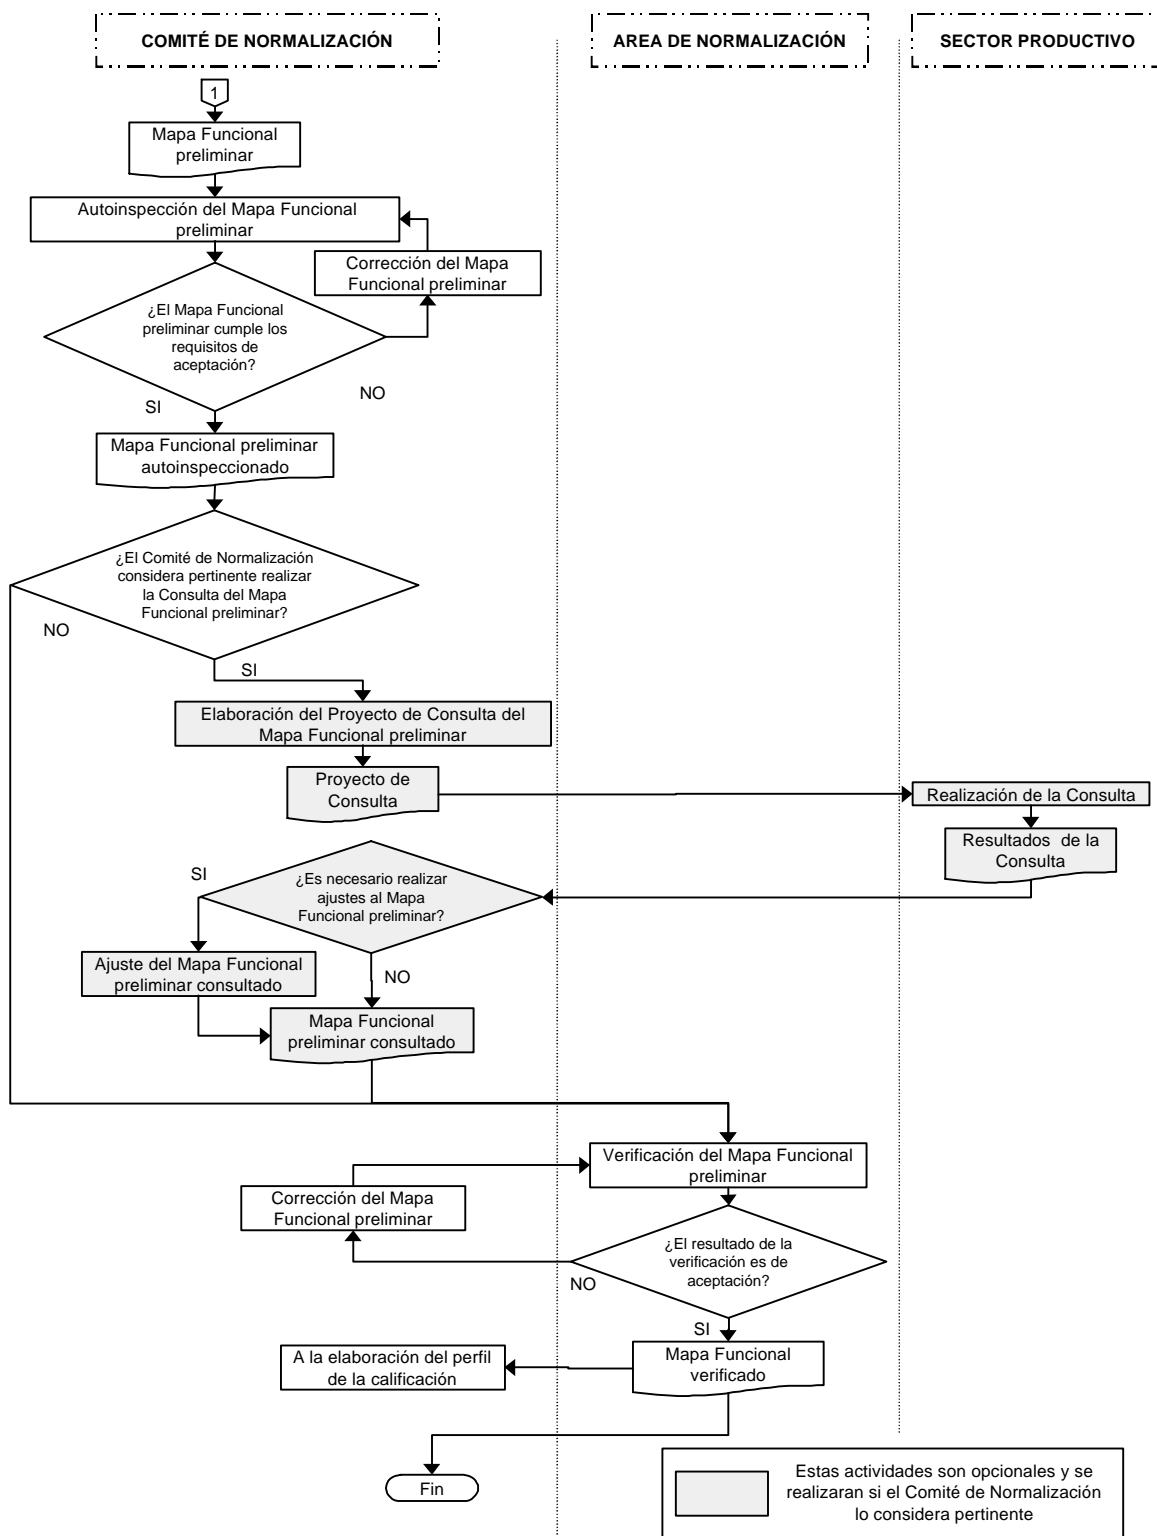 COMITÉ DE NORMALIZACIÓN
AREA DE NORMALIZACIÓN
SECTOR PRODUCTIVO
1
Mapa Funcional
preliminar
Autoinspección del Mapa Funcional
preliminar
Corrección del Mapa
Funcional preliminar
¿El Mapa Funcional
preliminar cumple los
requisitos de
aceptación?
NO
SI
Mapa Funcional preliminar
autoinspeccionado
¿El Comité de Normalización
considera pertinente realizar
la Consulta del Mapa
Funcional preliminar?
NO
SI
Elaboración del Proyecto de Consulta del
Mapa Funcional preliminar
Proyecto de
Consulta
Realización de la Consulta
Resultados de la
Consulta
¿Es necesario realizar
ajustes al Mapa
Funcional preliminar?
SI
Ajuste del Mapa Funcional
preliminar consultado
NO
Mapa Funcional
preliminar consultado
Verificación del Mapa Funcional
preliminar
Corrección del Mapa
Funcional preliminar
¿El resultado de la
verificación es de
aceptación?
NO
SI
Mapa Funcional
verificado
A la elaboración del perfil
de la calificación
Fin
Estas actividades son opcionales y se
realizaran si el Comité de Normalización
lo considera pertinente